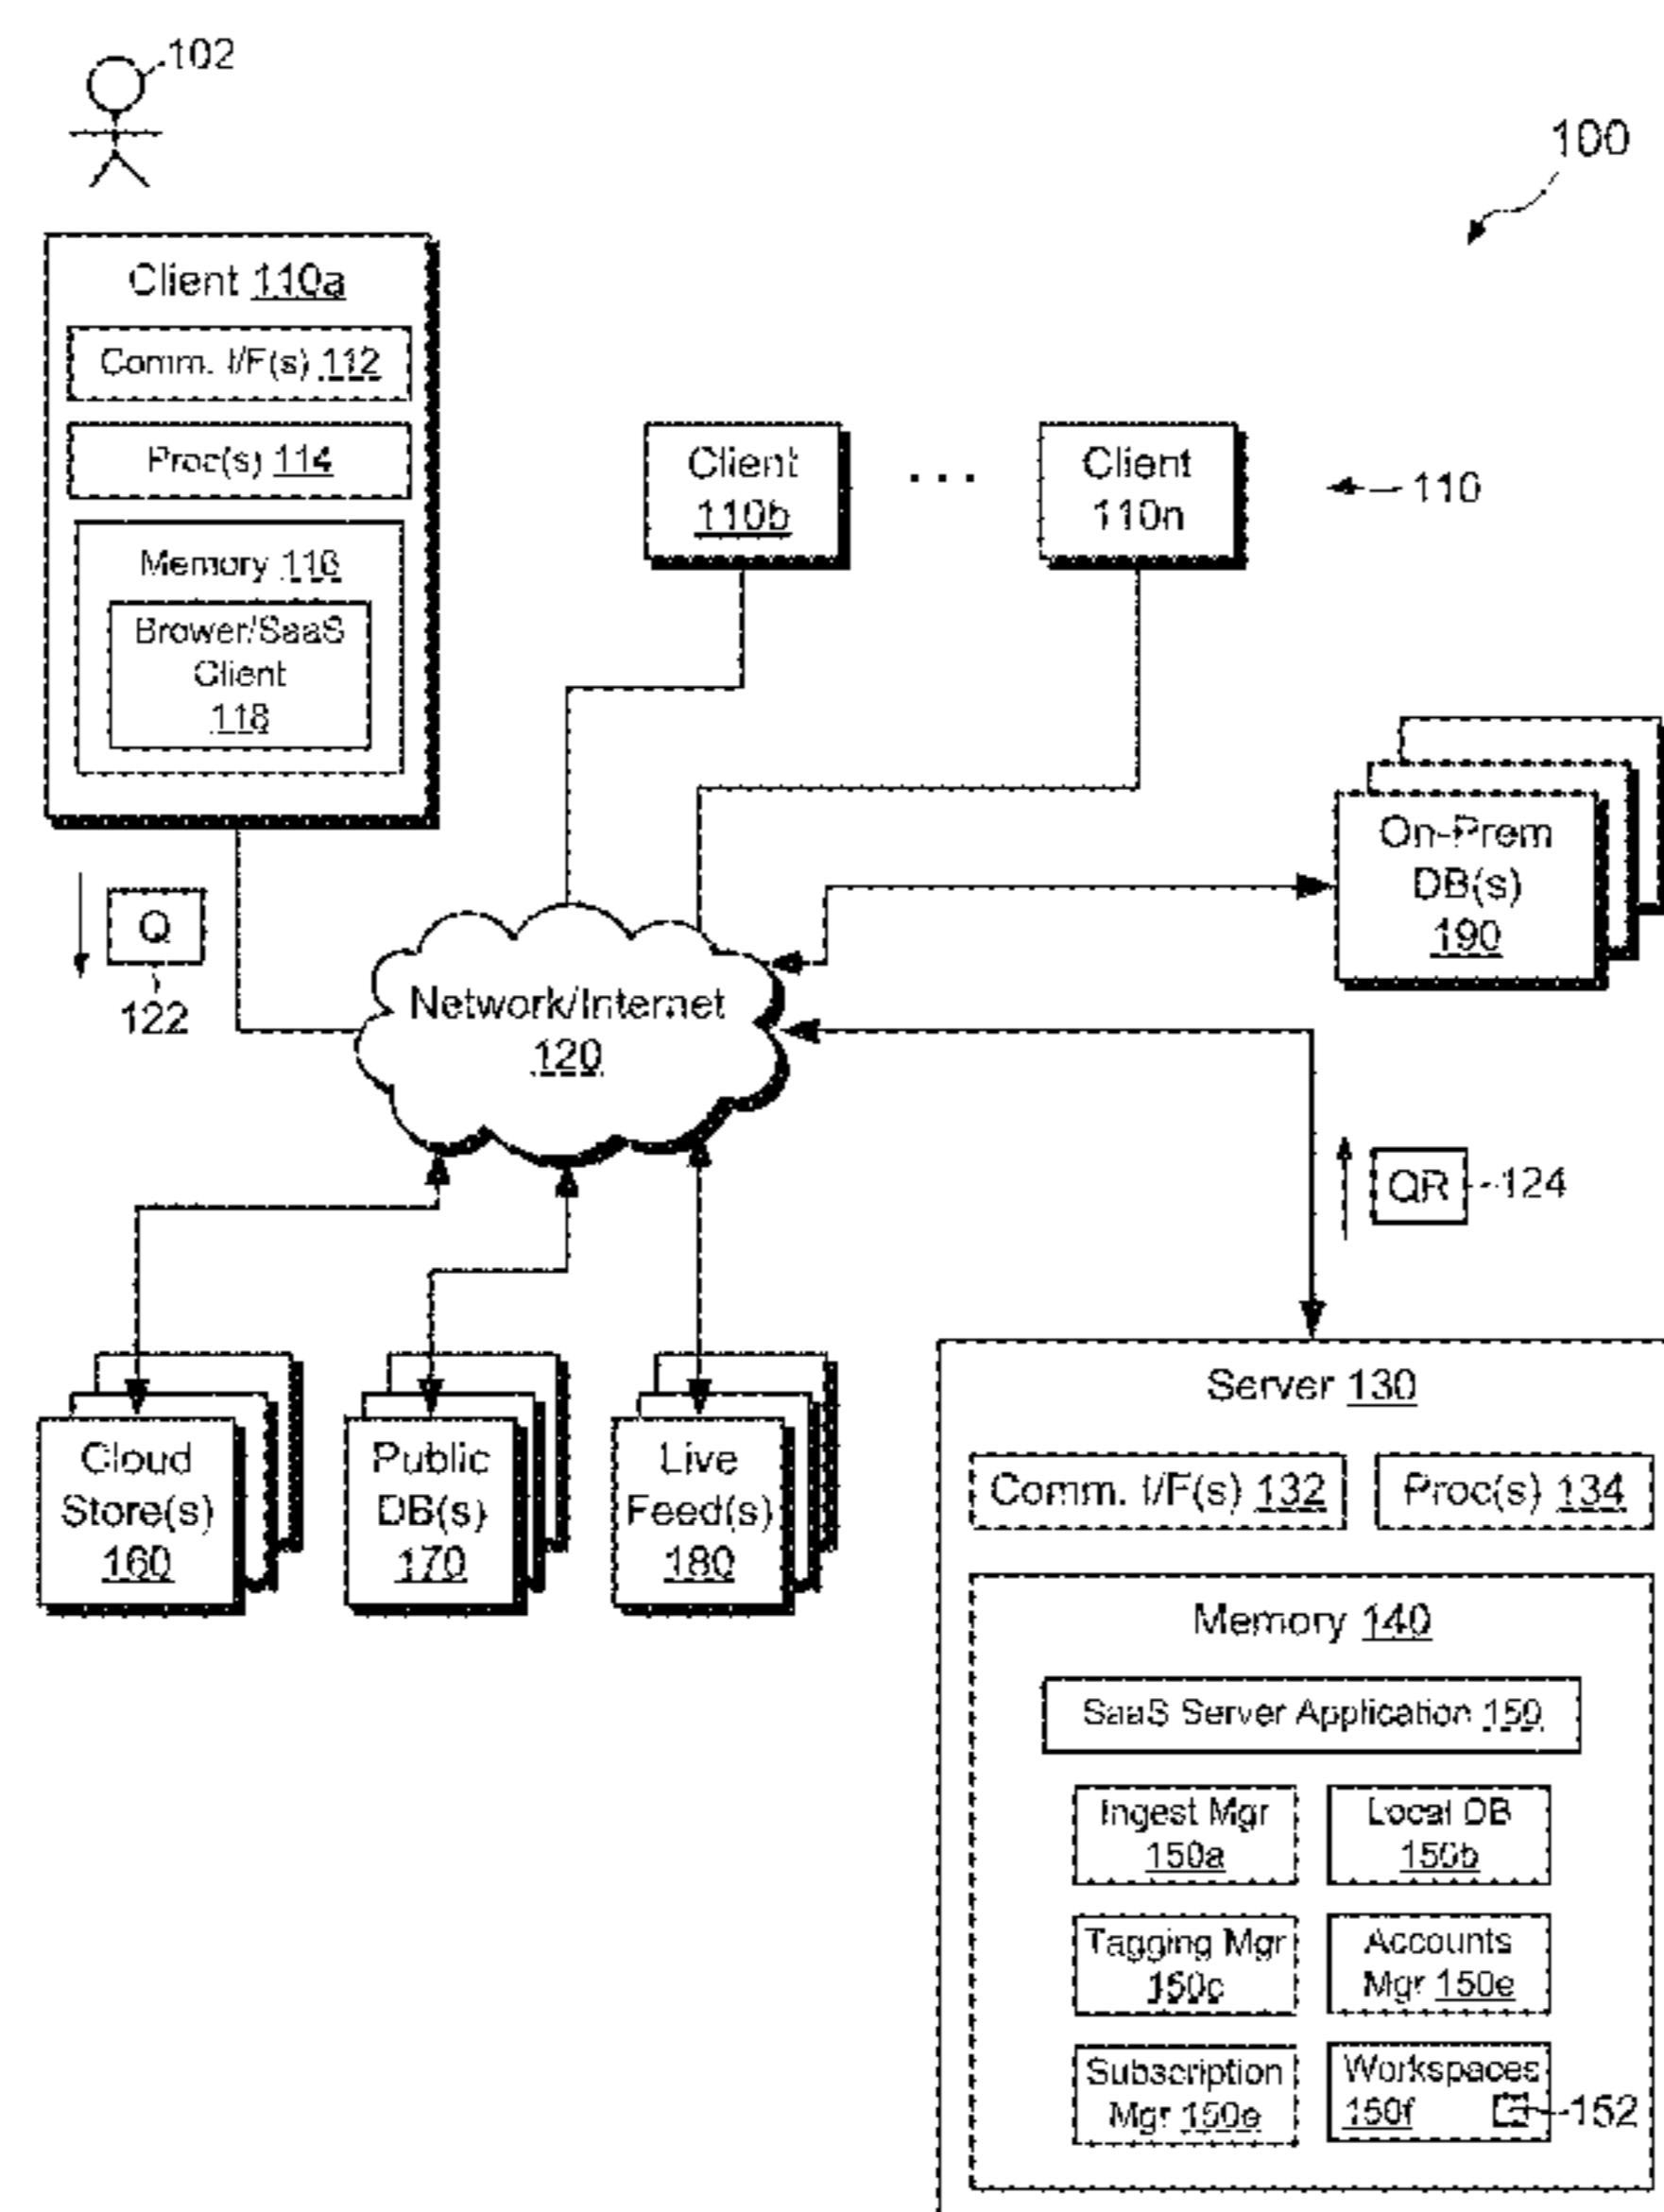 102
100
Client 110a
Comm. I/F(s) 112
Proc(s) 114
Memory 116
Brower/SaaS
Client
118
Client
110b
...
Client
110n
110
On-Prem
DB(s)
190
Q
122
Network/Internet
120
QR
124
Cloud
Store(s)
160
Public
DB(s)
170
Live
Feed(s)
180
Server 130
Comm. I/F(s) 132
Proc(s) 134
Memory 140
SaaS Server Application 150
Ingest Mgr
150a
Local DB
150b
Tagging Mgr
150c
Accounts
Mgr 150e
Subscription
Mgr 150e
Workspaces
150f
152